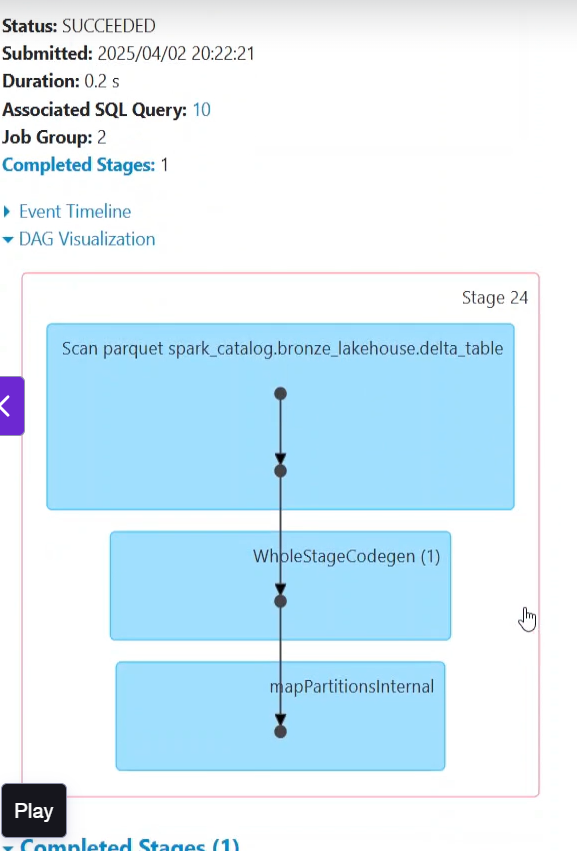 Status: SUCCEEDED
Submitted: 2025/04/02 20:22:21
Duration: 0.2 s
Associated SQL Query: 10
Job Group: 2
Completed Stages: 1
Event Timeline
DAG Visualization
Stage 24
Scan parquet spark_catalog.bronze_lakehouse.delta_table
WholeStageCodegen (1)
mapPartitionsInternal
Play
Completed Stages (1)